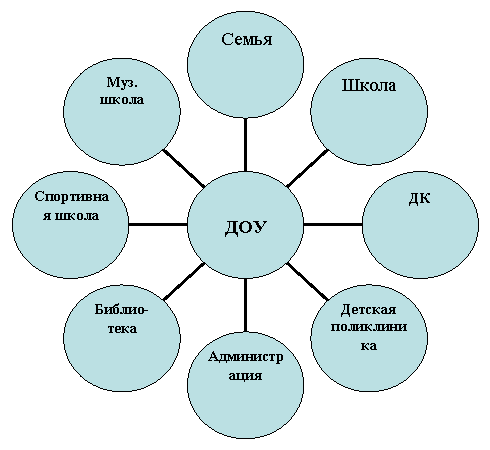 Семья
Муз.
школа
Школа
Спортивна
я школа
ДОУ
ДК
Библио-
тека
Детская
поликлини
ка
Администр
ация